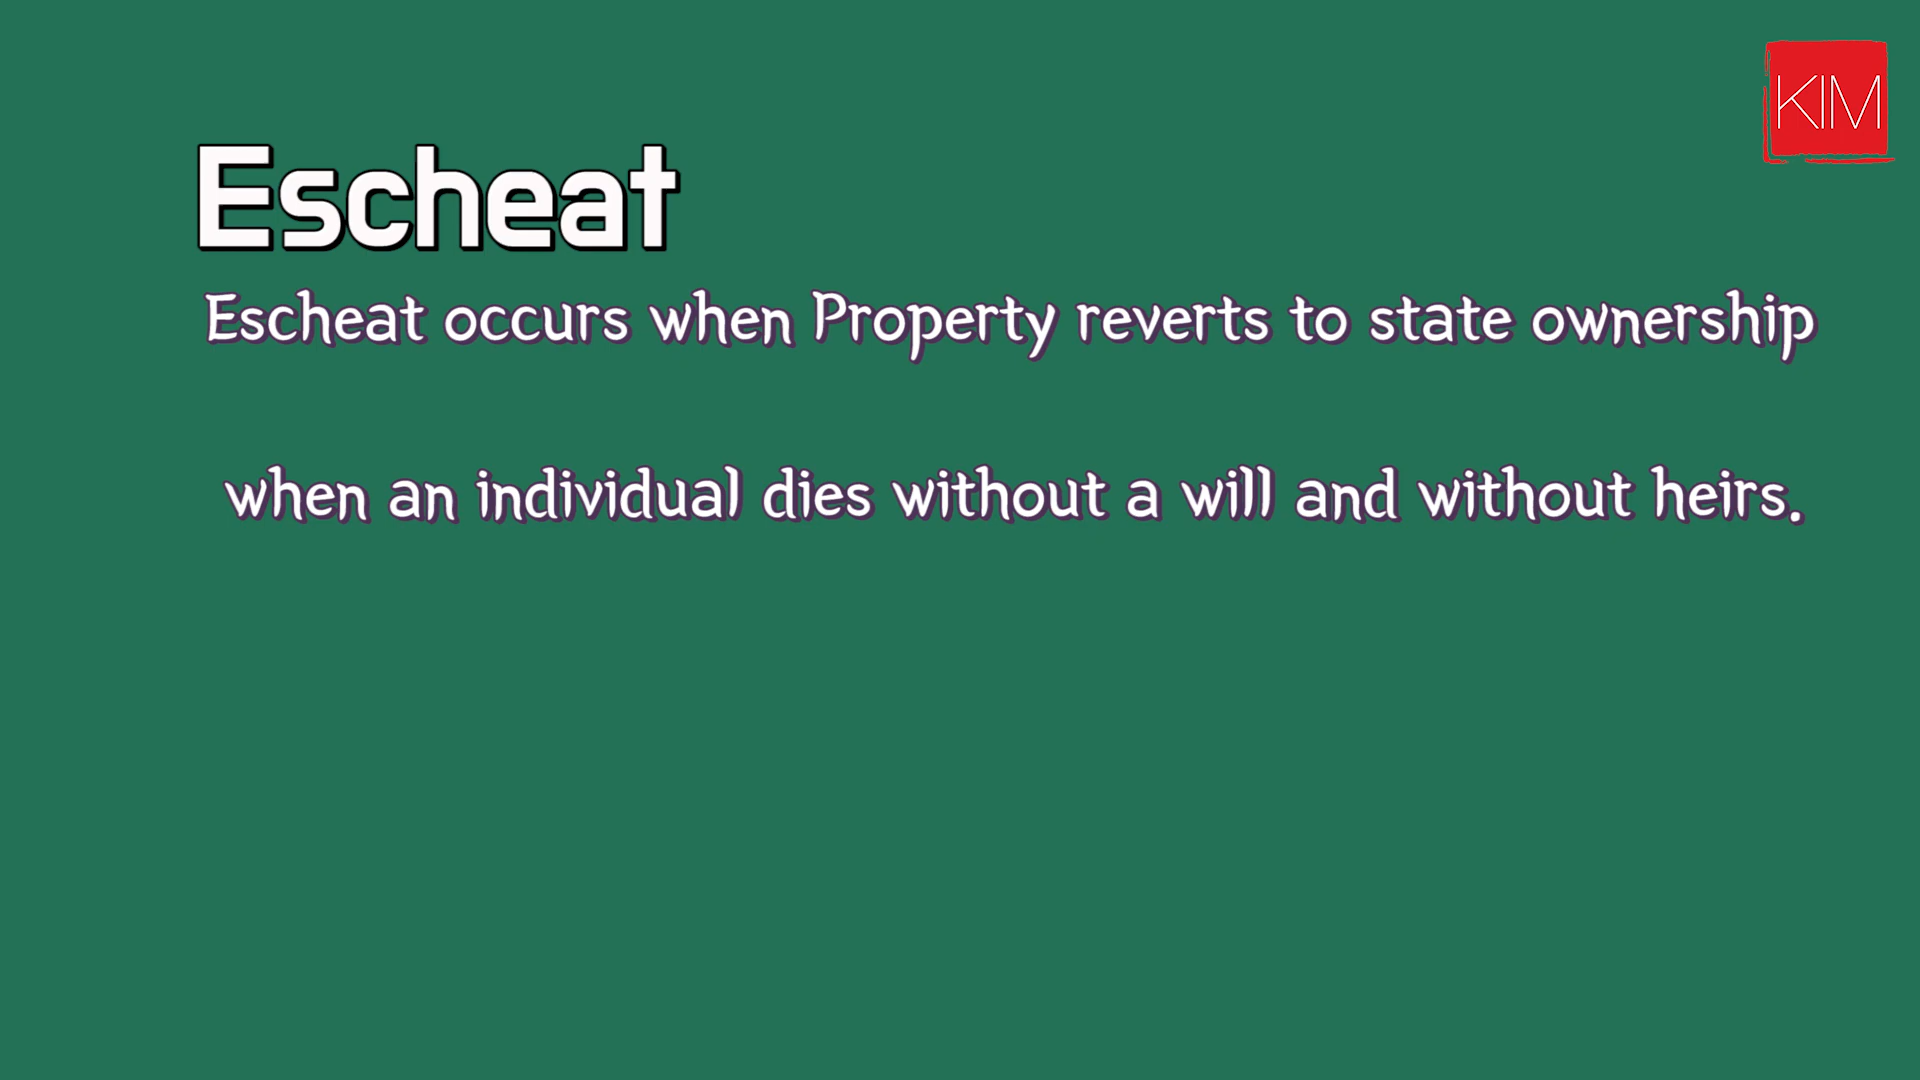 KIM
Escheat
Escheat occurs when Property reverts to state ownership
when an individual dies without a will and without heirs.